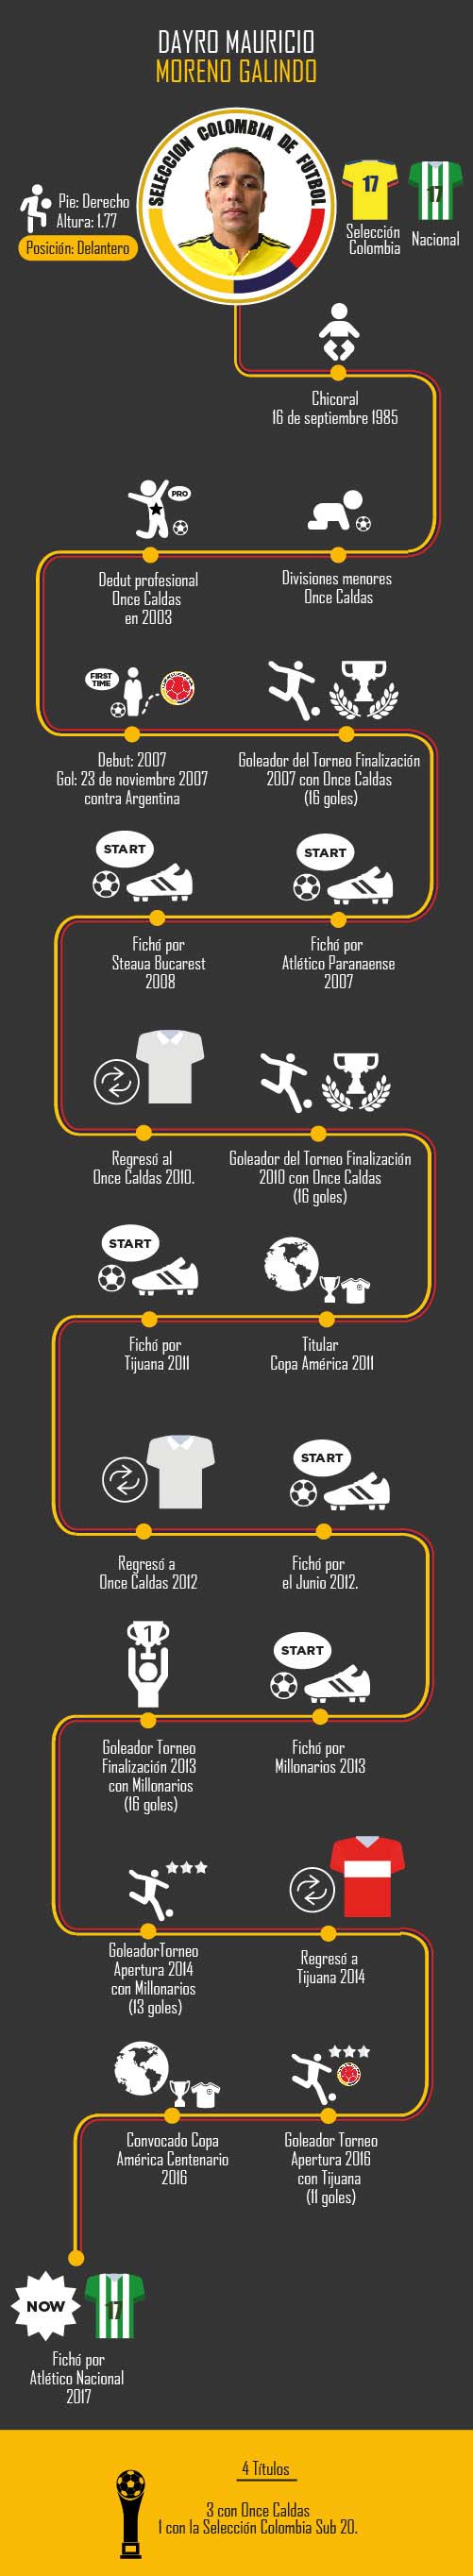 DAYRO MAURICIO
MORENO GALINDO
SELECCION COLOMBIA DE FUTBOL
Pie: Derecho
Altura: 1.77
Posición: Delantero
17
17
Selección
Colombia
Nacional
Chicoral
16 de septiembre 1985
PRO
Dedut profesional
Once Caldas
en 2003
Divisiones menores
Once Caldas
FIRST
TIME
Debut: 2007
Gol: 23 de noviembre 2007
contra Argentina
Goleador del Torneo Finalización
2007 con Once Caldas
(16 goles)
START
START
Fichó por
Steaua Bucarest
2008
Fichó por
Atlético Paranaense
2007
Regresó al
Once Caldas 2010.
Goleador del Torneo Finalización
2010 con Once Caldas
(16 goles)
START
Fichó por
Tijuana 2011
Titular
Copa América 2011
START
Regresó a
Once Caldas 2012
Fichó por
el Junio 2012.
1
START
Goleador Torneo
Finalización 2013
con Millonarios
(16 goles)
Fichó por
Millonarios 2013
GoleadorTorneo
Apertura 2014
con Millonarios
(13 goles)
Regresó a
Tijuana 2014
Convocado Copa
América Centenario
2016
Goleador Torneo
Apertura 2016
con Tijuana
(11 goles)
NOW
17
Fichó por
Atlético Nacional
2017
4 Títulos
3 con Once Caldas
1 con la Selección Colombia Sub 20.